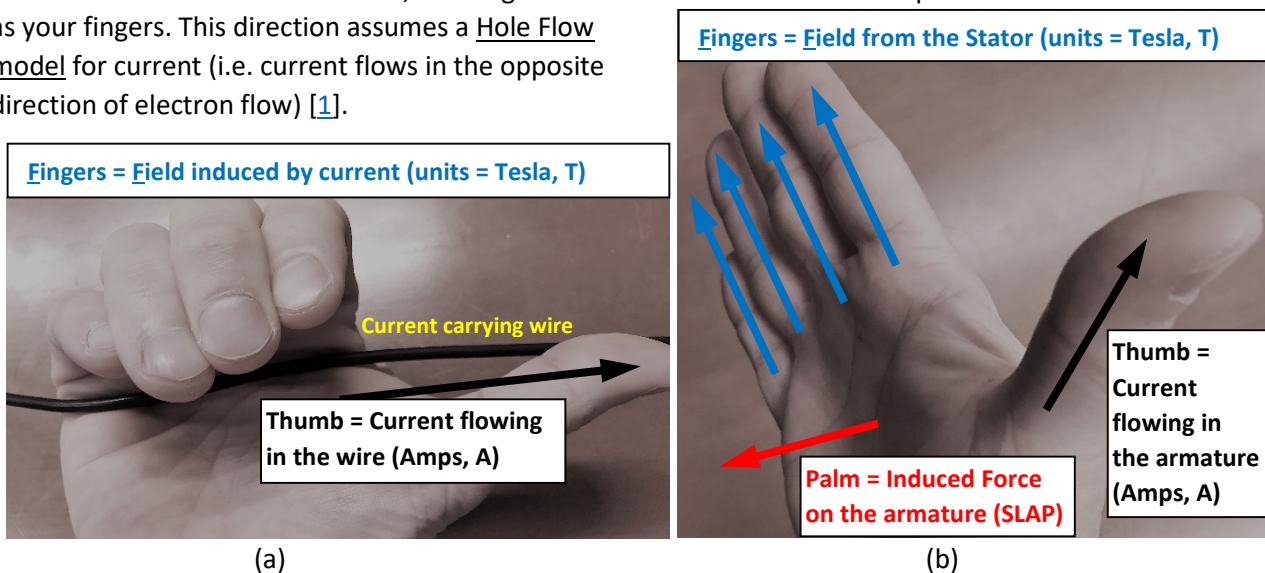 as your fingers. This direction assumes a Hole Flow
model for current (i.e. current flows in the opposite
direction of electron flow) [1].
Fingers = Field induced by current (units = Tesla, T)
Current carrying wire
Thumb = Current flowing
in the wire (Amps, A)
(a)
Fingers = Field from the Stator (units = Tesla, T)
Thumb =
Current
flowing in
the armature
(Amps, A)
Palm = Induced Force
on the armature (SLAP)
(b)